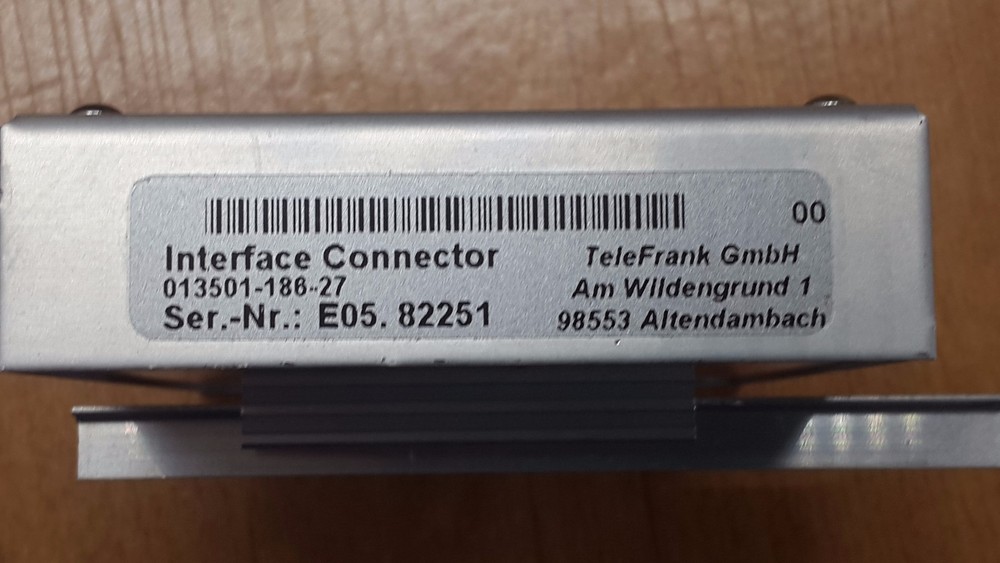 00
Interface Connector
TeleFrank GmbH
013501-186-27
Am Wildengrund 1
Ser.-Nr.: E05. 82251
98553 Altendambach